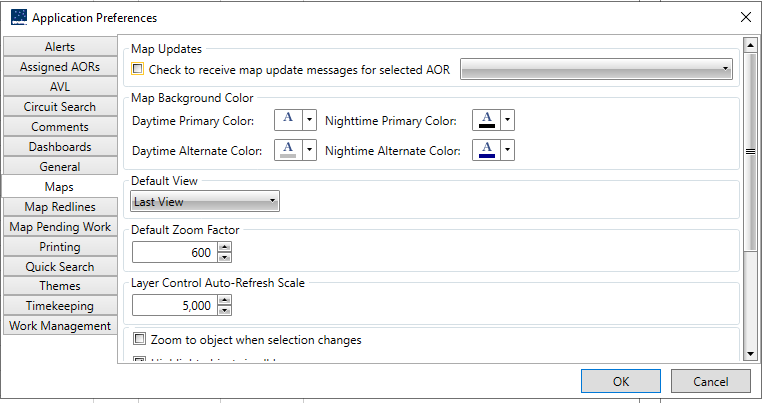 Application Preferences
Alerts
Assigned AORs
AVL
Circuit Search
Comments
Dashboards
General
Maps
Map Redlines
Map Pending Work
Printing
Quick Search
Themes
Timekeeping
Work Management
Map Updates
Check to receive map update messages for selected AOR
Map Background Color
Daytime Primary Color: A Nighttime Primary Color: A
Daytime Alternate Color: A Nightime Alternate Color: A
Default View
Last View
Default Zoom Factor
600
Layer Control Auto-Refresh Scale
5,000
Zoom to object when selection changes
OK Cancel